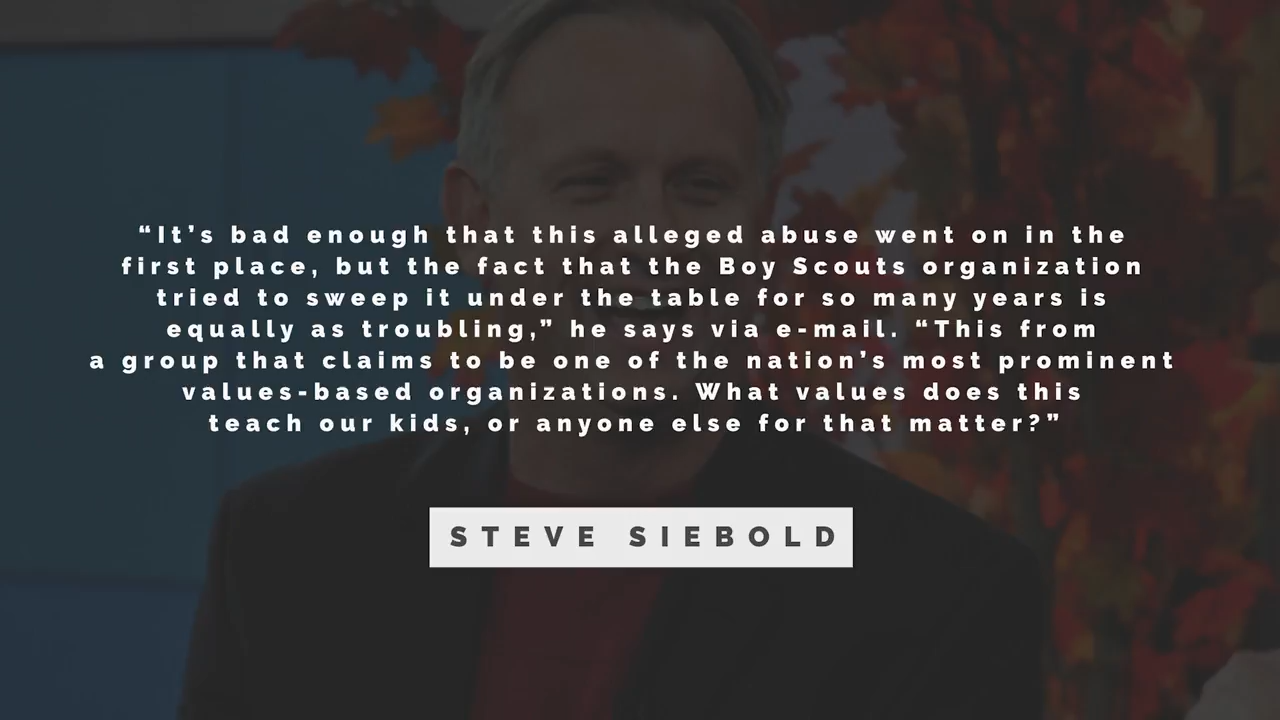 “It’s bad enough that this alleged abuse went on in the
first place, but the fact that the Boy Scouts organization
tried to sweep it under the table for so many years is
equally as troubling,” he says via e-mail. “This from
a group that claims to be one of the nation’s most prominent
values-based organizations. What values does this
teach our kids, or anyone else for that matter?”
STEVE SIEBOLD